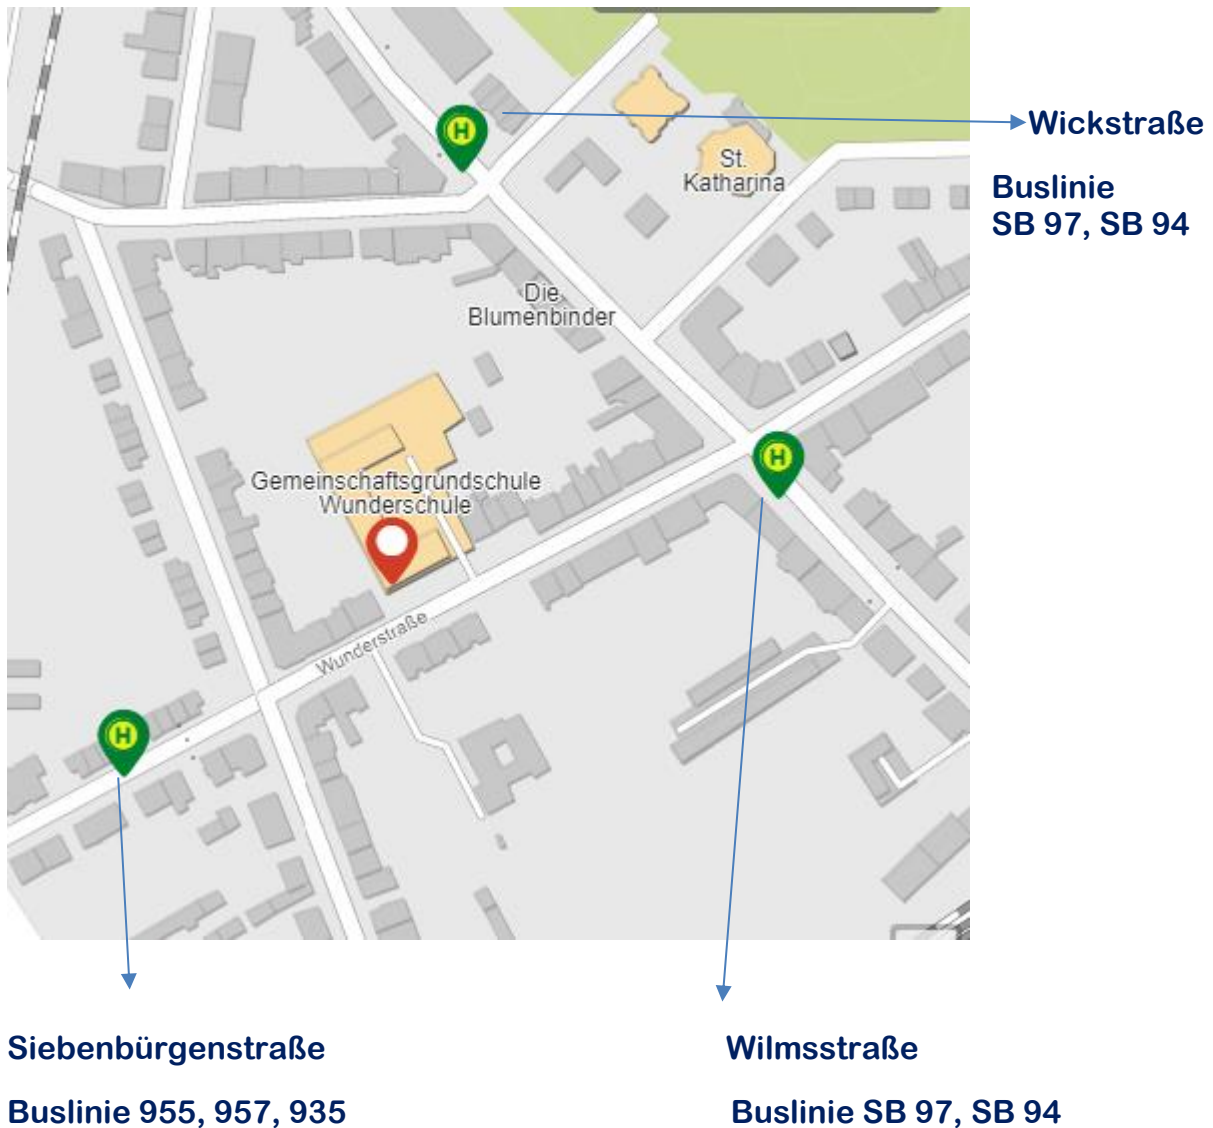 H
Wickstraße
St.
Katharina
Buslinie
SB 97, SB 94
Die
Blumenbinder
H
Gemeinschaftsgrundschule
Wunderschule
Wunderstraße
H
Siebenbürgenstraße
Wilmsstraße
Buslinie 955, 957, 935
Buslinie SB 97, SB 94